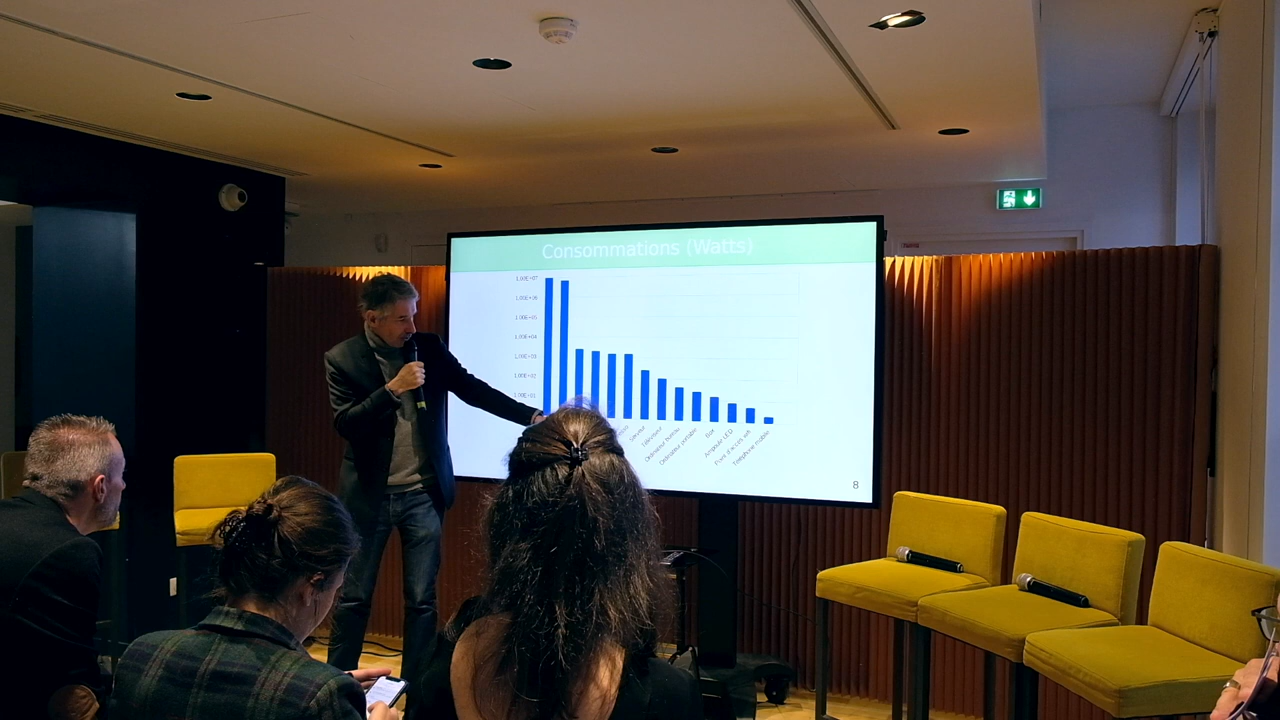 Consommations (Watts)
1,00E+07
1,00E+06
1,00E+05
1,00E+04
1,00E+03
1,00E+02
1,00E+01
Serveur
Téléviseur
Ordinateur bureau
Ordinateur portable
Box
Ampoule LED
Point d'accès wifi
Téléphone mobile
8